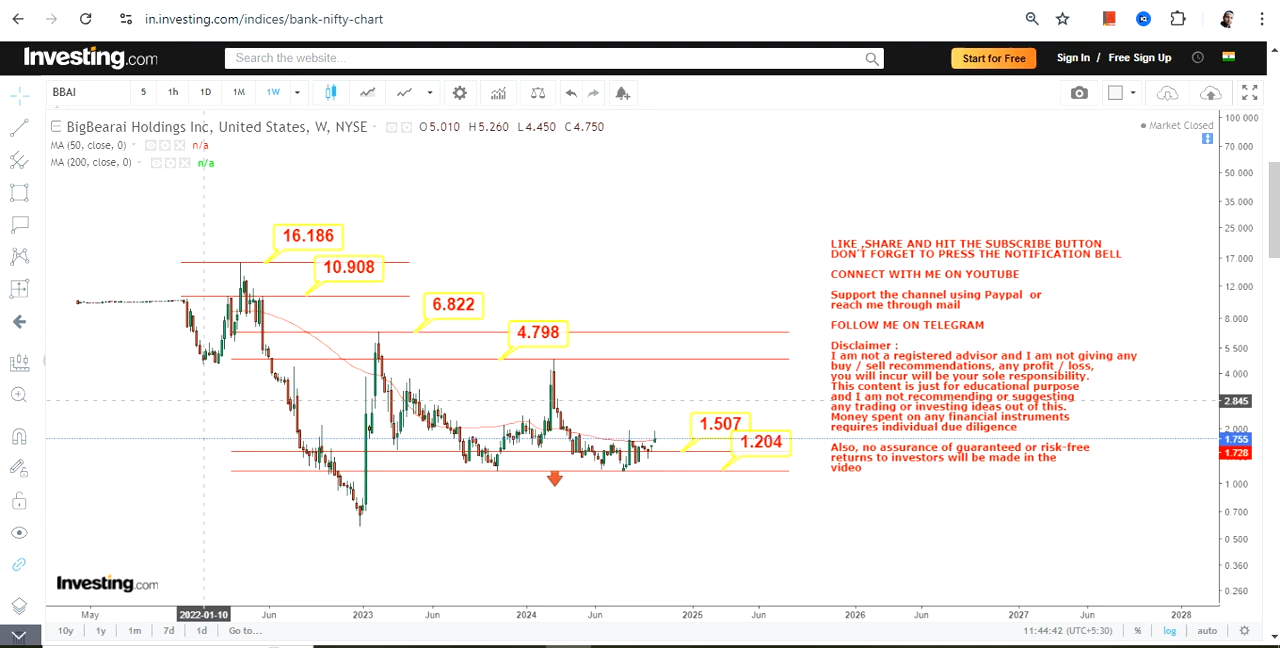 in.investing.com/indices/bank-nifty-chart
Investing.com
Search the website...
Start for Free
Sign In / Free Sign Up
BBAI 5 1h 1D 1M 1W
BigBearai Holdings Inc, United States, W, NYSE O5.010 H5.260 L4.450 C4.750
Market Closed
MA (50, close, 0) n/a
MA (200, close, 0) n/a
100.000
70.000
50.000
35.000
25.000
17.000
12.000
8.000
5.500
4.000
2.845
2.000
1.755
1.728
1.000
0.700
0.500
0.360
0.260
16.186
10.908
6.822
4.798
1.507
1.204
LIKE ,SHARE AND HIT THE SUBSCRIBE BUTTON
DON'T FORGET TO PRESS THE NOTIFICATION BELL
CONNECT WITH ME ON YOUTUBE
Support the channel using Paypal or
reach me through mail
FOLLOW ME ON TELEGRAM
Disclaimer :
I am not a registered advisor and I am not giving any
buy / sell recommendations, any profit / loss,
you will incur will be your sole responsibility.
This content is just for educational purpose
and I am not recommending or suggesting
any trading or investing ideas out of this.
Money spent on any financial instruments
requires individual due diligence
Also, no assurance of guaranteed or risk-free
returns to investors will be made in the
video
Investing.com
May 2022-01-10 Jun 2023 Jun 2024 Jun 2025 Jun 2026 Jun 2027 Jun 2028
10y 1y 1m 7d 1d Go to... 11:44:42 (UTC+5:30) % log auto